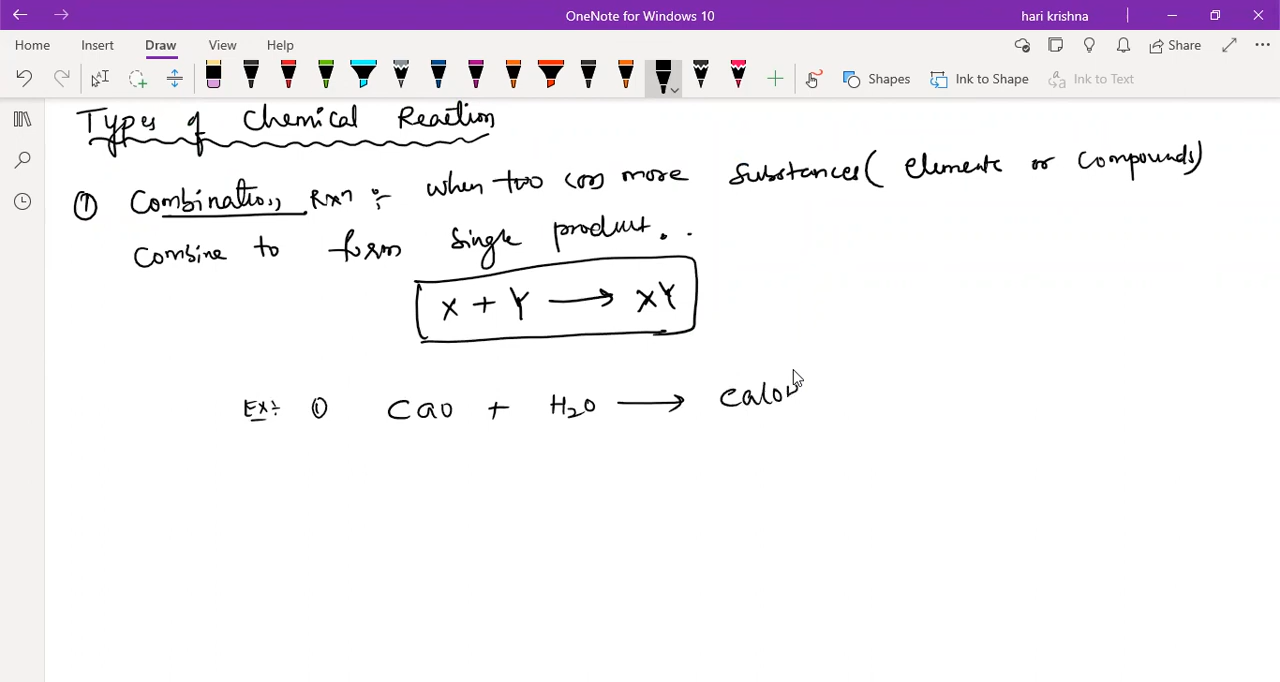 OneNote for Windows 10
hari krishna
Home Insert Draw View Help
Share
Shapes Ink to Shape Ink to Text
Types of Chemical Reaction
① Combination Rxn :- when two (or) more Substances ( elements or Compounds)
Combine to form Single product..
X + Y ⟶ XY
Ex:- ① CaO + H₂O ⟶